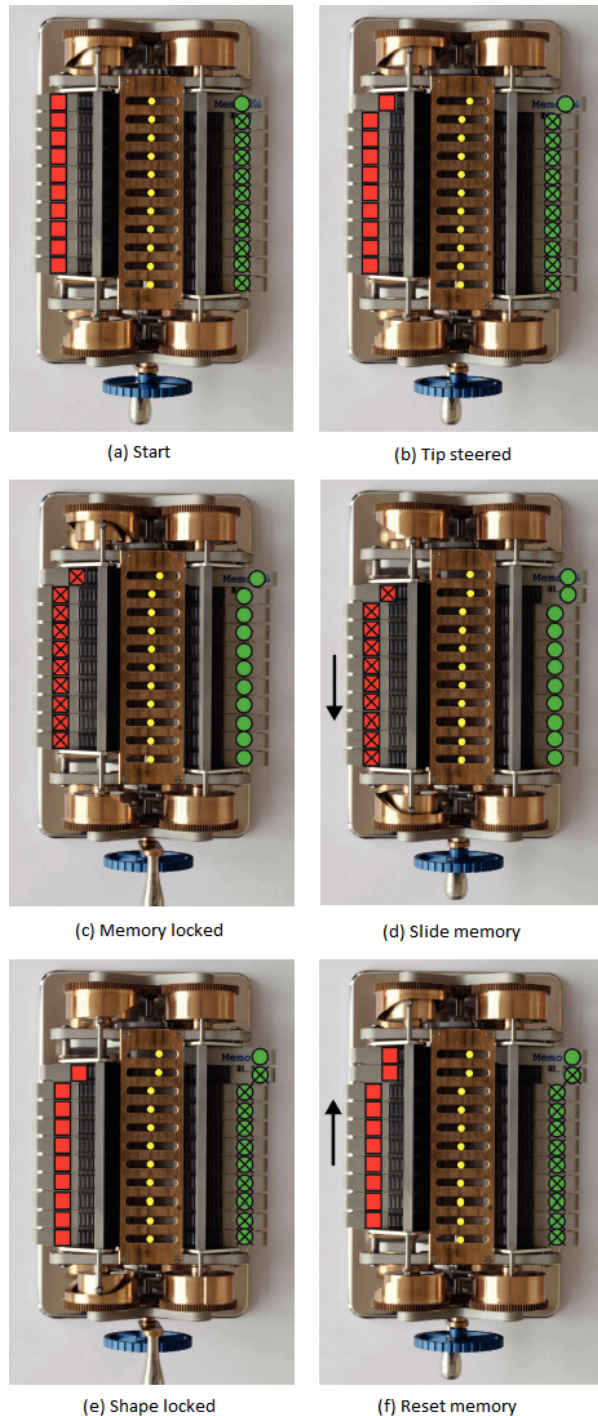 (a) Start
(b) Tip steered
(c) Memory locked
(d) Slide memory
(e) Shape locked
(f) Reset memory